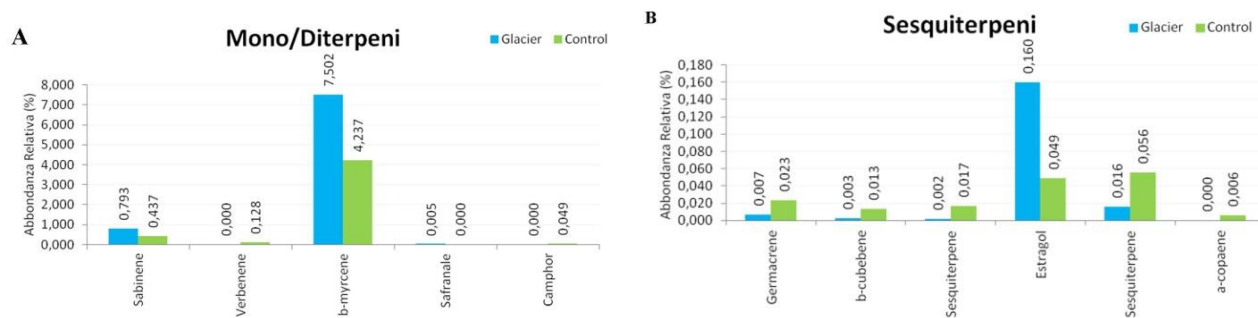 A
Mono/Diterpeni
Glacier
Control
Abbondanza Relativa (%)
8,000
7,000
6,000
5,000
4,000
3,000
2,000
1,000
0,000
0,793
0,437
0,000
0,128
7,502
4,237
0,005
0,000
0,000
0,049
Sabinene
Verbenene
b-myrcene
Safranale
Camphor
B
Sesquiterpeni
Glacier
Control
Abbondanza Relativa (%)
0,180
0,160
0,140
0,120
0,100
0,080
0,060
0,040
0,020
0,000
0,007
0,023
0,003
0,013
0,002
0,017
0,160
0,049
0,016
0,056
0,000
0,006
Germacrene
b-cubebene
Sesquiterpene
Estragol
Sesquiterpene
a-copaene